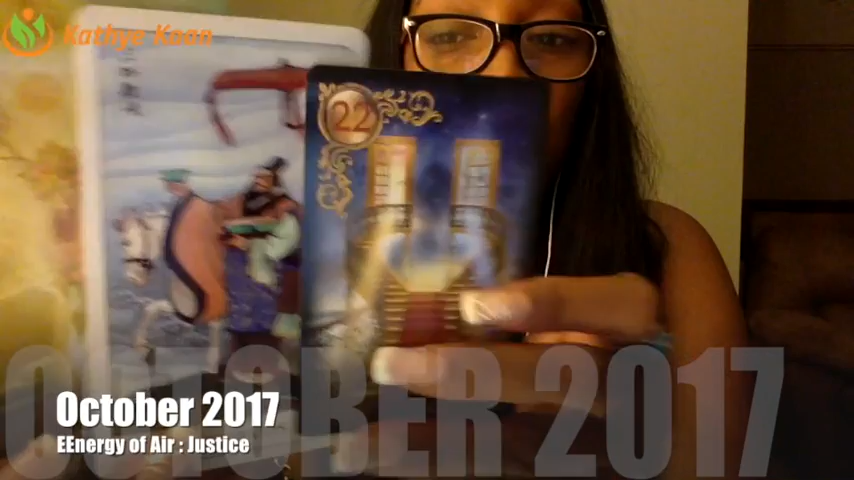 Kathye Kaan
22
OCTOBER 2017
October 2017
EEnergy of Air : Justice